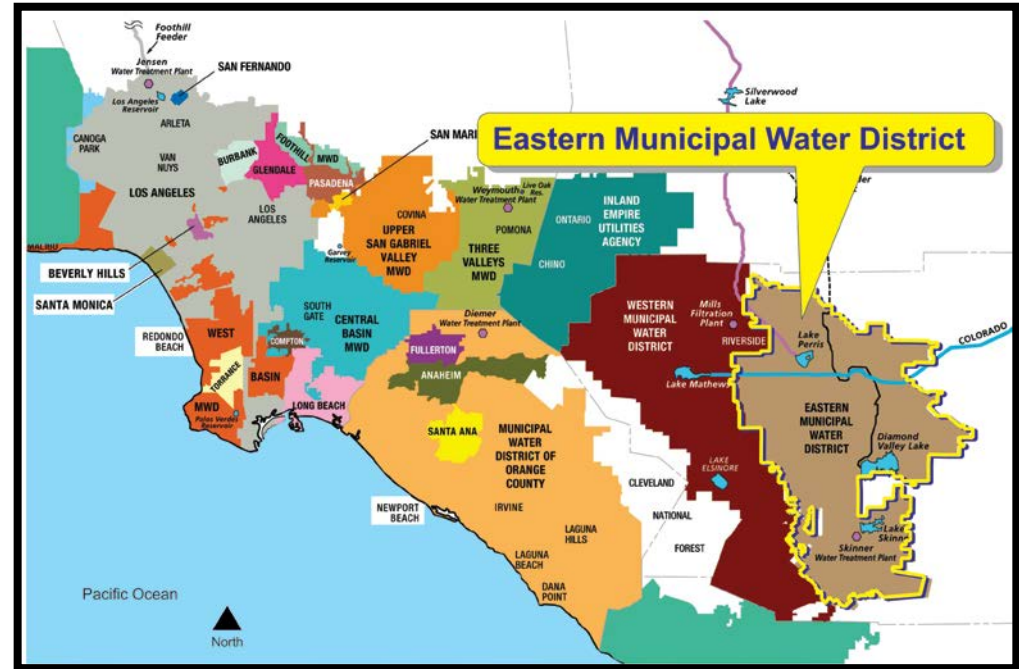 Foothill
Feeder
Jensen
Water Treatment Plant
SAN FERNANDO
Los Angeles
Reservoir
ARLETA
CANOGA
PARK
VAN
NUYS
LOS ANGELES
BURBANK
GLENDALE
FOOTHILL
MWD
PASADENA
LOS
ANGELES
SAN MARI
Silverwood
Lake
Eastern Municipal Water District
Live Oak
Res.
Weymouth
Water Treatment Plant
COVINA
UPPER
SAN GABRIEL
VALLEY
MWD
POMONA
THREE
VALLEYS
MWD
ONTARIO
INLAND
EMPIRE
UTILITIES
AGENCY
CHINO
Garvey
Reservoir
MALIBU
BEVERLY HILLS
SANTA MONICA
SOUTH
GATE
CENTRAL
BASIN
MWD
Diemer
Water Treatment Plant
WESTERN
MUNICIPAL
WATER
DISTRICT
Mills
Filtration
Plant
RIVERSIDE
Lake
Perris
COLORADO
REDONDO
BEACH
WEST
BASIN
MWD
COMPTON
TORRANCE
FULLERTON
ANAHEIM
Lake Mathews
LONG BEACH
Palos Verdes
Reservoir
SANTA ANA
MUNICIPAL
WATER
DISTRICT OF
ORANGE
COUNTY
EASTERN
MUNICIPAL
WATER
DISTRICT
Diamond
Valley Lake
LAKE
ELSINORE
CLEVELAND
NATIONAL
FOREST
NEWPORT
BEACH
IRVINE
LAGUNA
HILLS
LAGUNA
BEACH
DANA
POINT
Lake
Skinner
Skinner
Water Treatment Plant
Pacific Ocean
North